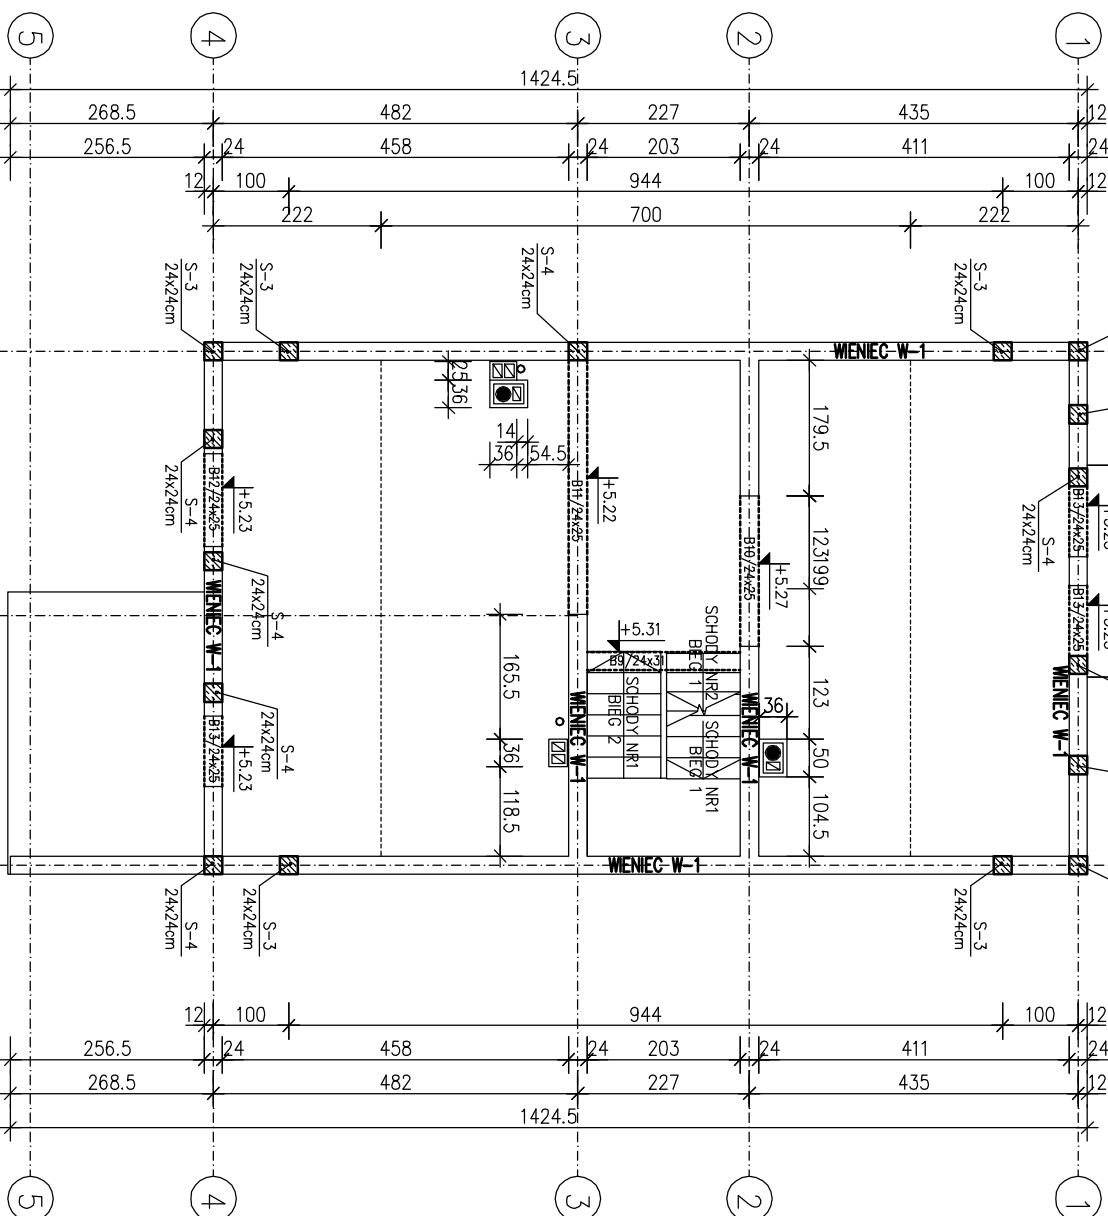 5
4
3
2
1
1424.5
268.5
482
227
435
12
256.5
24
458
24
203
24
411
24
12
100
944
100
12
222
700
222
S-3
24x24cm
S-3
24x24cm
S-4
24x24cm
S-3
24x24cm
WIENIEC W-1
25
36
14
36
54.5
179.5
+5.23
B12/24x25
S-4
24x24cm
+5.22
B11/24x25
123
199
B10/24x25
+5.27
S-4
24x24cm
B13/24x25
B13/24x25
WIENIEC W-1
S-4
24x24cm
+5.31
B9/24x31
SCHODY NR2
BIEG 1
SCHODY NR1
BIEG 2
SCHODY NR1
BIEG 1
165.5
36
118.5
WIENIEC W-1
WIENIEC W-1
36
123
50
104.5
WIENIEC W-1
B13/24x25
+5.23
S-4
24x24cm
WIENIEC W-1
S-4
24x24cm
S-3
24x24cm
S-3
24x24cm
12
100
944
100
12
256.5
24
458
24
203
24
411
24
268.5
482
227
435
12
1424.5
5
4
3
2
1